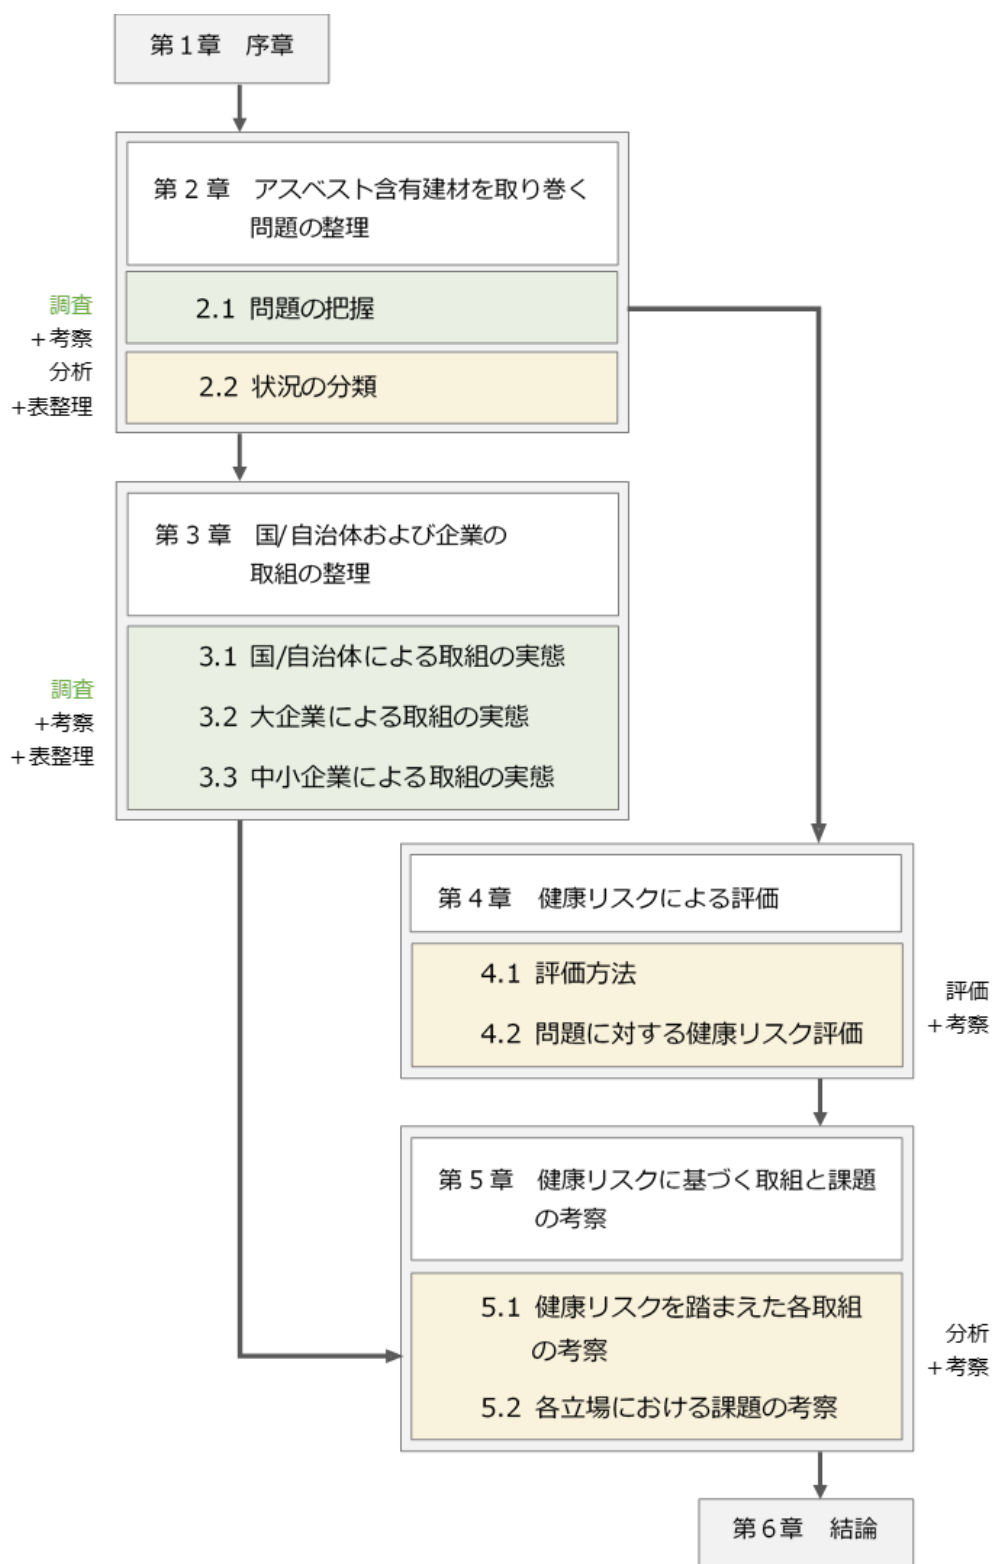 第1章　序章
第2章　アスベスト含有建材を取り巻く
問題の整理
2.1 問題の把握
2.2 状況の分類
調査
+考察
分析
+表整理
第3章　国/自治体および企業の
取組の整理
3.1 国/自治体による取組の実態
3.2 大企業による取組の実態
3.3 中小企業による取組の実態
調査
+考察
+表整理
第4章　健康リスクによる評価
4.1 評価方法
4.2 問題に対する健康リスク評価
評価
+考察
第5章　健康リスクに基づく取組と課題
の考察
5.1 健康リスクを踏まえた各取組
の考察
5.2 各立場における課題の考察
分析
+考察
第6章　結論